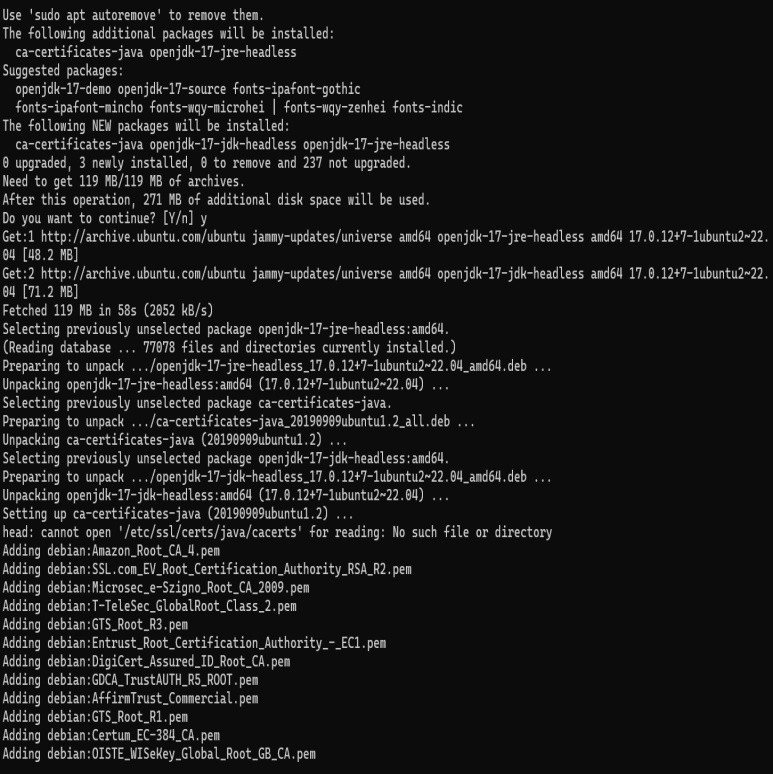 Use 'sudo apt autoremove' to remove them.
The following additional packages will be installed:
  ca-certificates-java openjdk-17-jre-headless
Suggested packages:
  openjdk-17-demo openjdk-17-source fonts-ipafont-gothic
  fonts-ipafont-mincho fonts-wqy-microhei | fonts-wqy-zenhei fonts-indic
The following NEW packages will be installed:
  ca-certificates-java openjdk-17-jdk-headless openjdk-17-jre-headless
0 upgraded, 3 newly installed, 0 to remove and 237 not upgraded.
Need to get 119 MB/119 MB of archives.
After this operation, 271 MB of additional disk space will be used.
Do you want to continue? [Y/n] y
Get:1 http://archive.ubuntu.com/ubuntu jammy-updates/universe amd64 openjdk-17-jre-headless amd64 17.0.12+7-1ubuntu2~22.
04 [48.2 MB]
Get:2 http://archive.ubuntu.com/ubuntu jammy-updates/universe amd64 openjdk-17-jdk-headless amd64 17.0.12+7-1ubuntu2~22.
04 [71.2 MB]
Fetched 119 MB in 58s (2052 kB/s)
Selecting previously unselected package openjdk-17-jre-headless:amd64.
(Reading database ... 77078 files and directories currently installed.)
Preparing to unpack .../openjdk-17-jre-headless_17.0.12+7-1ubuntu2~22.04_amd64.deb ...
Unpacking openjdk-17-jre-headless:amd64 (17.0.12+7-1ubuntu2~22.04) ...
Selecting previously unselected package ca-certificates-java.
Preparing to unpack .../ca-certificates-java_20190909ubuntu1.2_all.deb ...
Unpacking ca-certificates-java (20190909ubuntu1.2) ...
Selecting previously unselected package openjdk-17-jdk-headless:amd64.
Preparing to unpack .../openjdk-17-jdk-headless_17.0.12+7-1ubuntu2~22.04_amd64.deb ...
Unpacking openjdk-17-jdk-headless:amd64 (17.0.12+7-1ubuntu2~22.04) ...
Setting up ca-certificates-java (20190909ubuntu1.2) ...
head: cannot open '/etc/ssl/certs/java/cacerts' for reading: No such file or directory
Adding debian:Amazon_Root_CA_4.pem
Adding debian:SSL.com_EV_Root_Certification_Authority_RSA_R2.pem
Adding debian:Microsec_e-Szigno_Root_CA_2009.pem
Adding debian:T-TeleSec_GlobalRoot_Class_2.pem
Adding debian:GTS_Root_R3.pem
Adding debian:Entrust_Root_Certification_Authority_-_EC1.pem
Adding debian:DigiCert_Assured_ID_Root_CA.pem
Adding debian:GDCA_TrustAUTH_R5_ROOT.pem
Adding debian:AffirmTrust_Commercial.pem
Adding debian:GTS_Root_R1.pem
Adding debian:Certum_EC-384_CA.pem
Adding debian:OISTE_WISeKey_Global_Root_GB_CA.pem